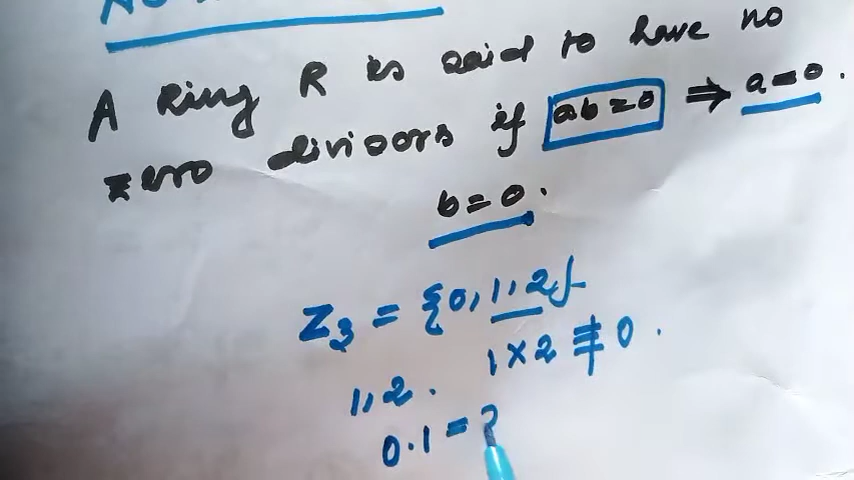 A Ring R is said to have no
zero divisors if ab=0 ⇒ a=0.
b=0.
Z₃ = {0,1,2}
1,2. 1×2 ≢ 0.
0.1 =